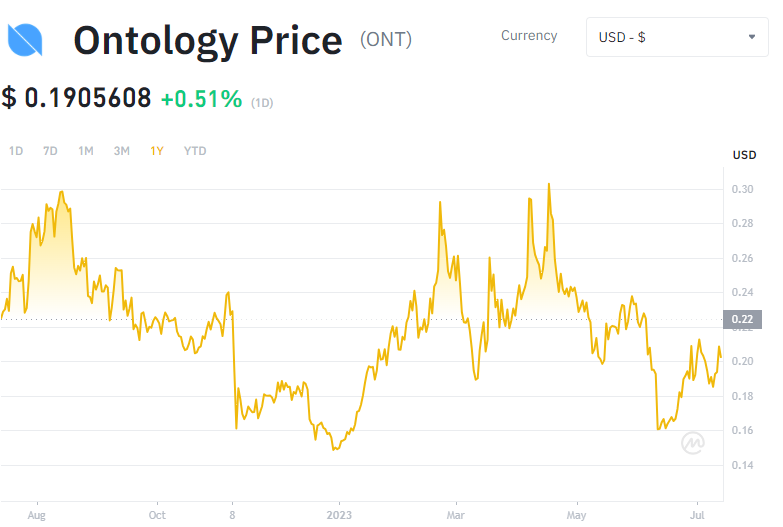 Ontology Price (ONT)
Currency
USD - $
$ 0.1905608 +0.51% (1D)
1D 7D 1M 3M 1Y YTD
USD
0.30
0.28
0.26
0.24
0.22
0.20
0.18
0.16
0.14
Aug Oct 8 2023 Mar May Jul